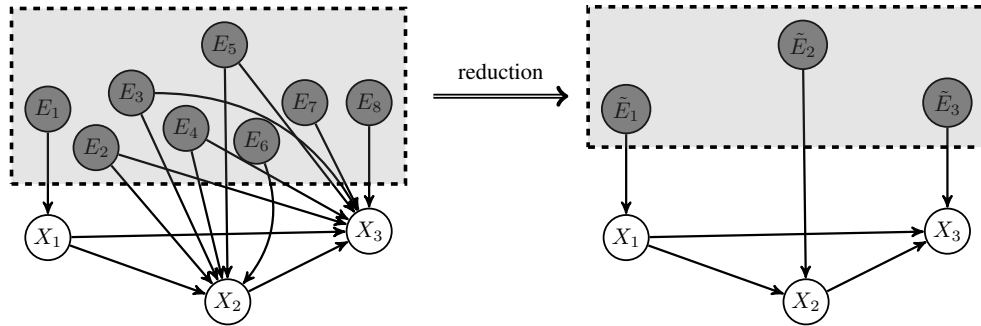 E₅
E₃
E₁
E₇
E₈
E₄
E₂
E₆
X₁
X₃
X₂
reduction
Ẽ₂
Ẽ₁
Ẽ₃
X₁
X₃
X₂